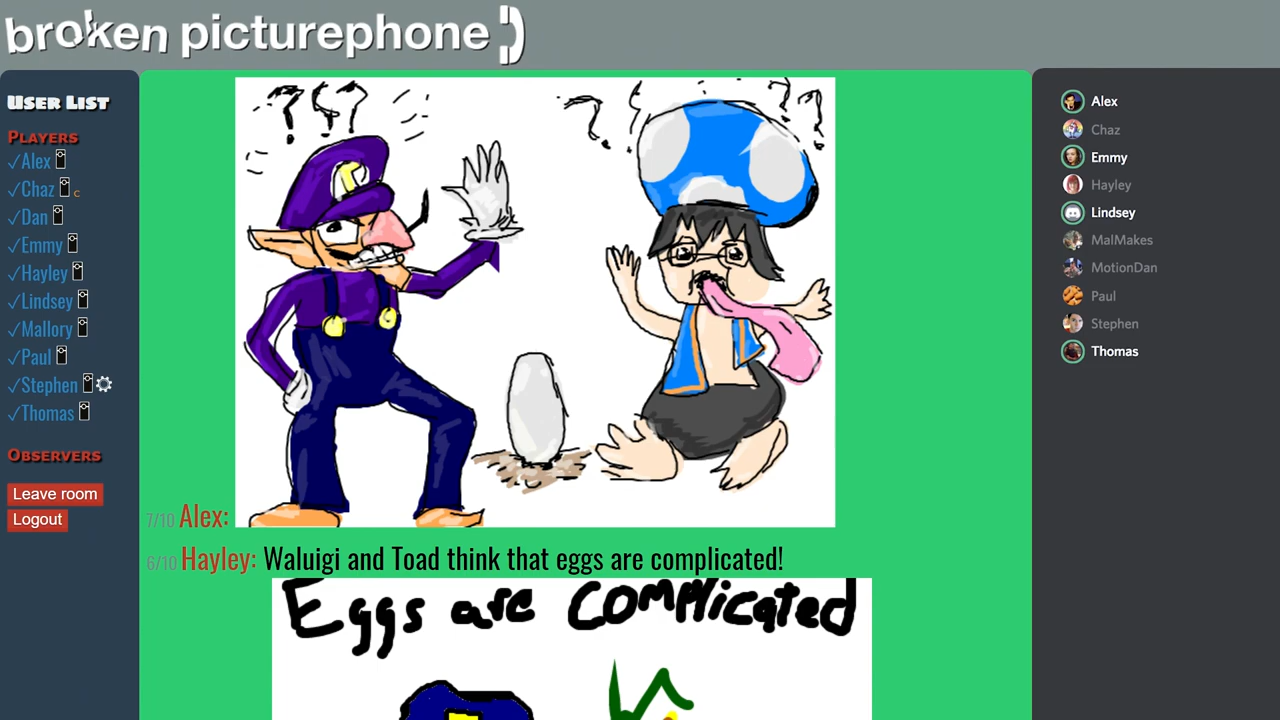 broken picturephone
User List
Players
✓Alex
✓Chaz c
✓Dan
✓Emmy
✓Hayley
✓Lindsey
✓Mallory
✓Paul
✓Stephen
✓Thomas
Observers
Leave room
Logout
??? ? ? ? ?
7/10 Alex:
6/10 Hayley: Waluigi and Toad think that eggs are complicated!
Eggs are complicated
Alex
Chaz
Emmy
Hayley
Lindsey
MalMakes
MotionDan
Paul
Stephen
Thomas